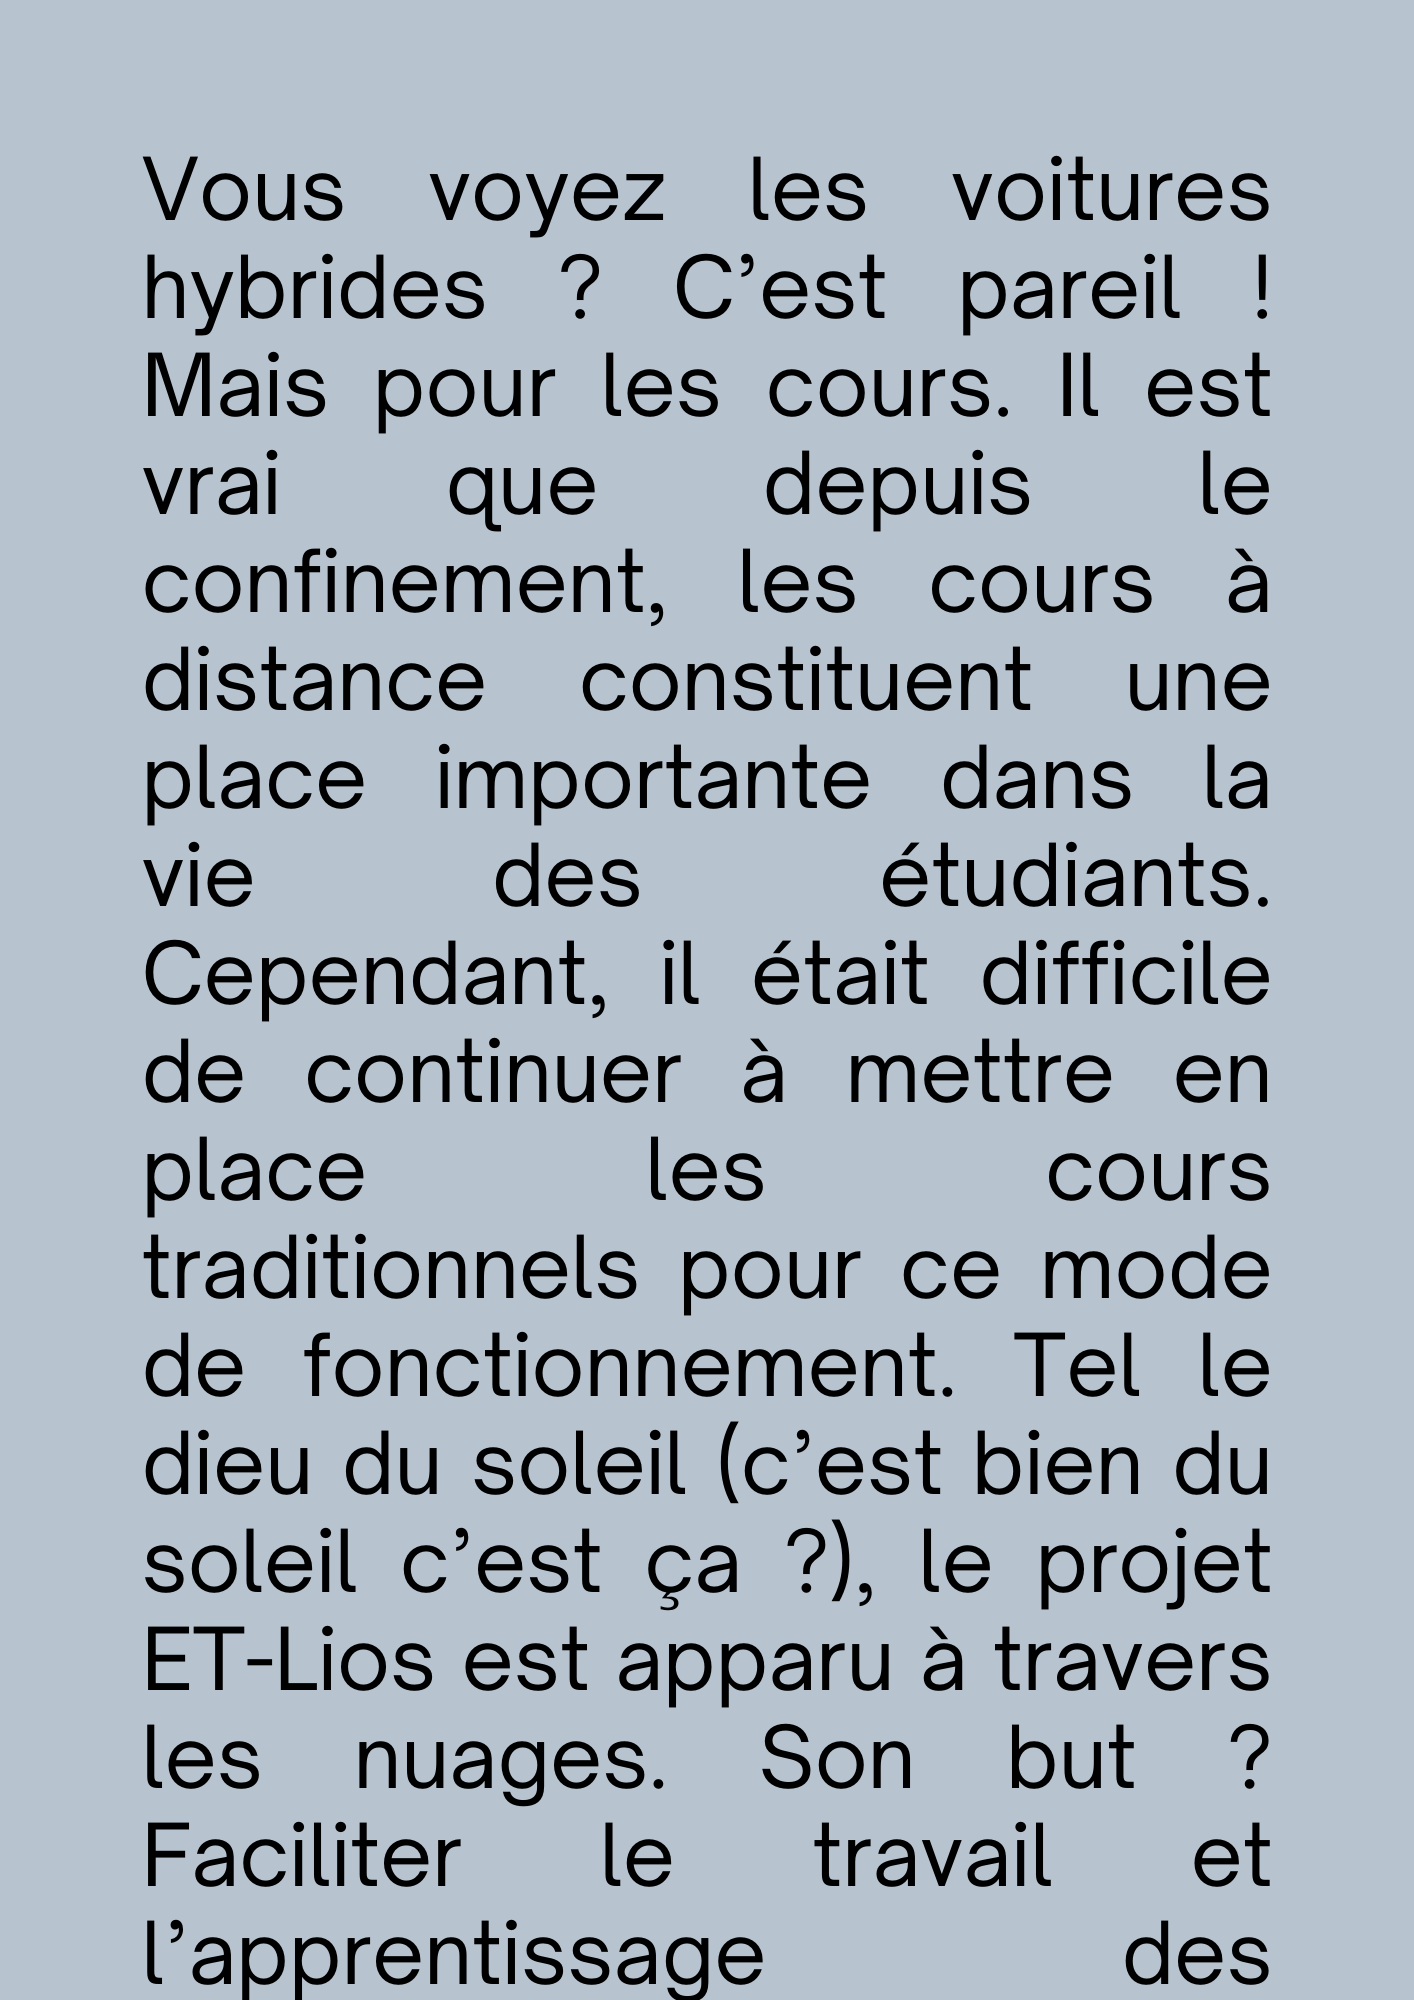 Vous voyez les voitures
hybrides ? C’est pareil !
Mais pour les cours. Il est
vrai que depuis le
confinement, les cours à
distance constituent une
place importante dans la
vie des étudiants.
Cependant, il était difficile
de continuer à mettre en
place les cours
traditionnels pour ce mode
de fonctionnement. Tel le
dieu du soleil (c’est bien du
soleil c’est ça ?), le projet
ET-Lios est apparu à travers
les nuages. Son but ?
Faciliter le travail et
l’apprentissage des